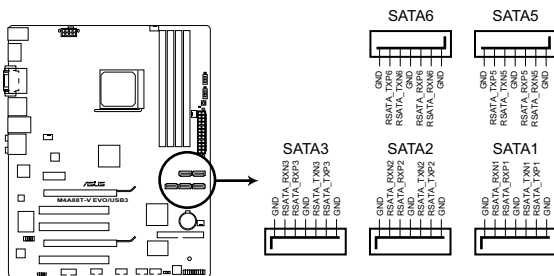 SATA6
SATA5
GND
RSATA_TXP6
RSATA_TXN6
GND
RSATA_RXP6
RSATA_RXN6
GND
GND
RSATA_TXP5
RSATA_TXN5
GND
RSATA_RXP5
RSATA_RXN5
GND
SATA3
SATA2
SATA1
GND
RSATA_RXN3
RSATA_RXP3
GND
RSATA_TXN3
RSATA_TXP3
GND
GND
RSATA_RXN2
RSATA_RXP2
GND
RSATA_TXN2
RSATA_TXP2
GND
GND
RSATA_RXN1
RSATA_RXP1
GND
RSATA_TXN1
RSATA_TXP1
GND
ASUS
M4A88T-V EVO/USB3